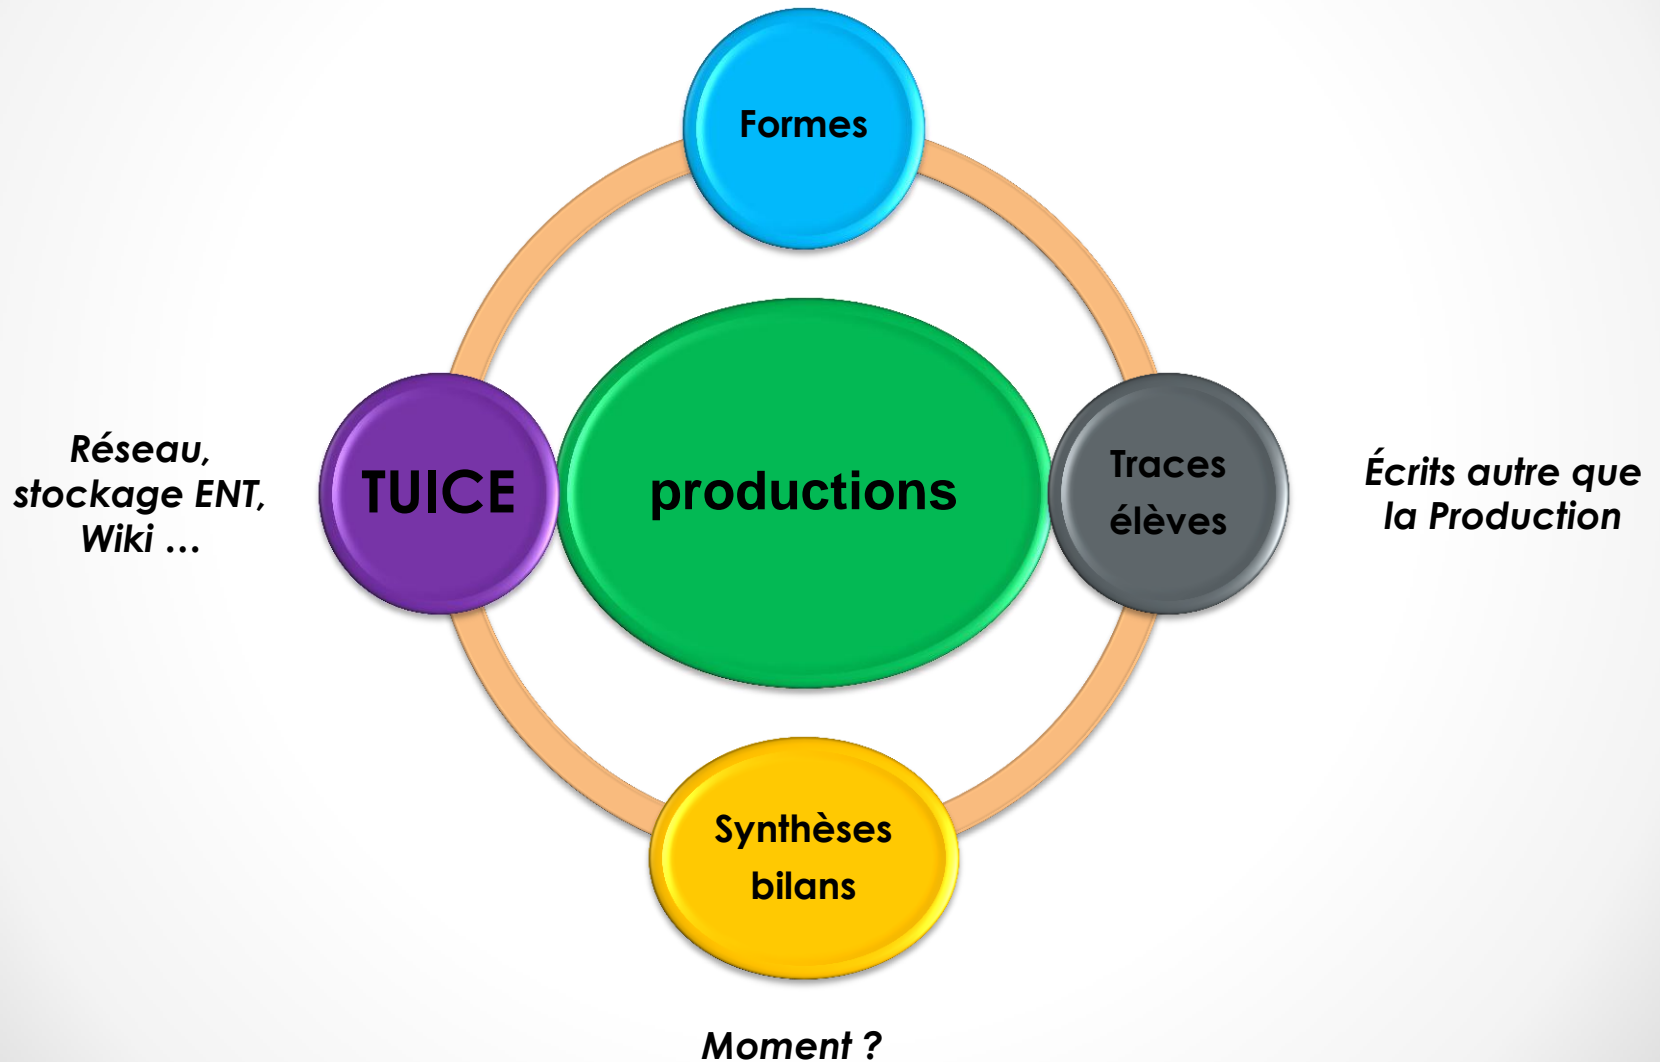 Formes
Réseau,
stockage ENT,
Wiki ...
TUICE
productions
Traces
élèves
Écrits autre que
la Production
Synthèses
bilans
Moment ?